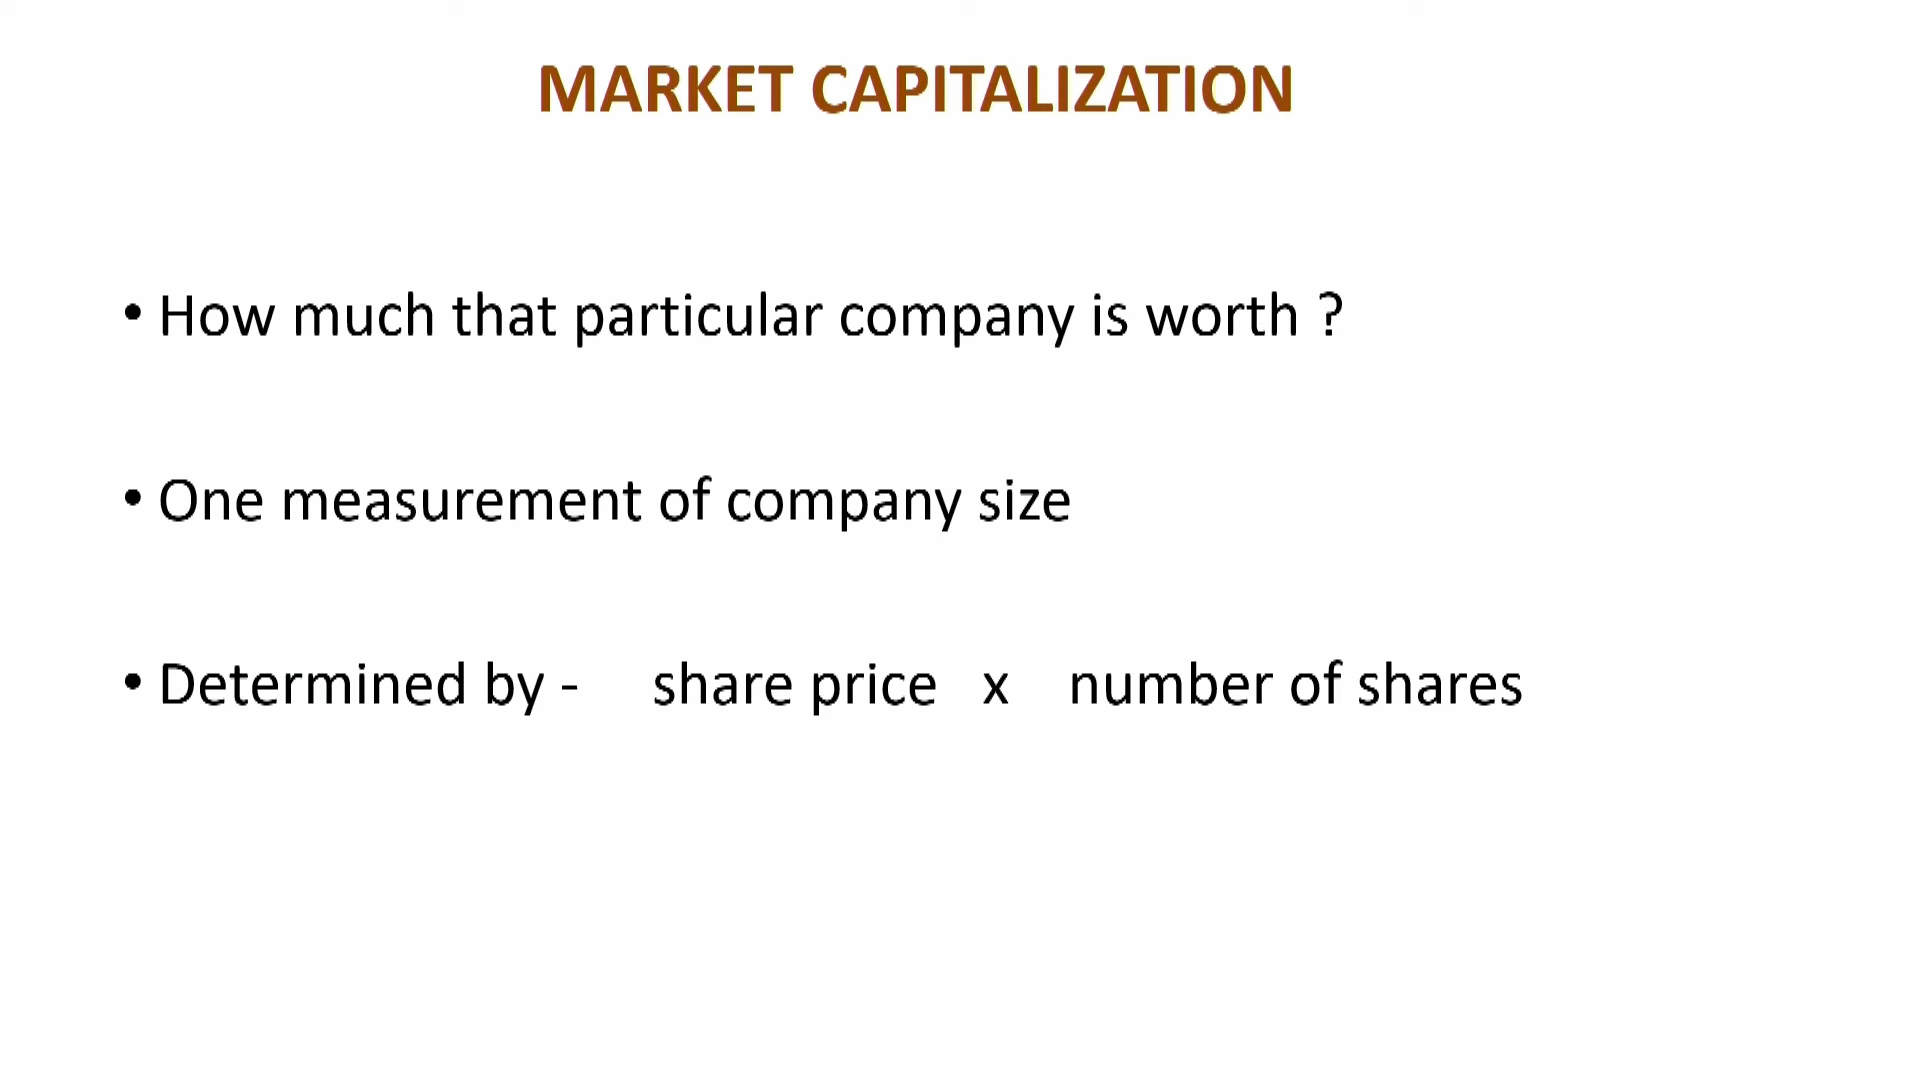 MARKET CAPITALIZATION
• How much that particular company is worth ?
• One measurement of company size
• Determined by - share price x number of shares